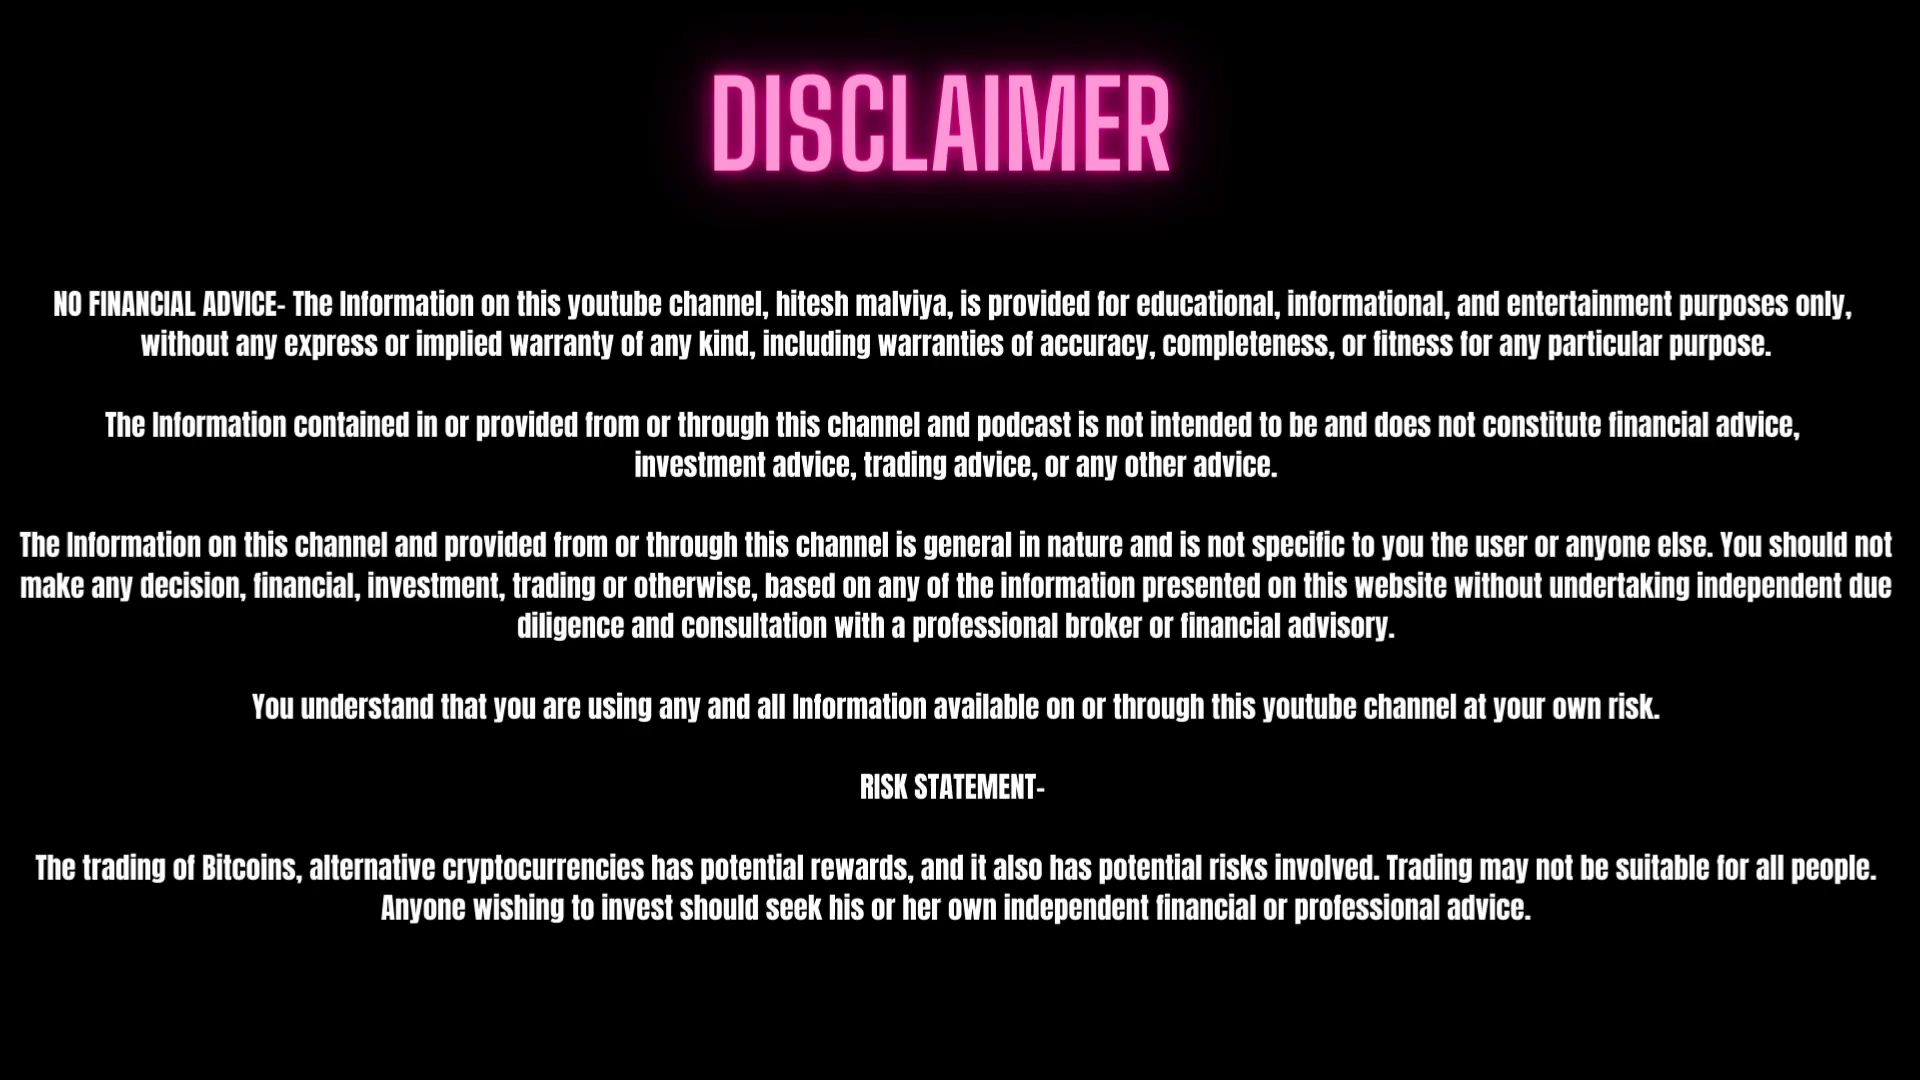 DISCLAIMER
NO FINANCIAL ADVICE- The Information on this youtube channel, hitesh malviya, is provided for educational, informational, and entertainment purposes only,
without any express or implied warranty of any kind, including warranties of accuracy, completeness, or fitness for any particular purpose.
The Information contained in or provided from or through this channel and podcast is not intended to be and does not constitute financial advice,
investment advice, trading advice, or any other advice.
The Information on this channel and provided from or through this channel is general in nature and is not specific to you the user or anyone else. You should not
make any decision, financial, investment, trading or otherwise, based on any of the information presented on this website without undertaking independent due
diligence and consultation with a professional broker or financial advisory.
You understand that you are using any and all Information available on or through this youtube channel at your own risk.
RISK STATEMENT-
The trading of Bitcoins, alternative cryptocurrencies has potential rewards, and it also has potential risks involved. Trading may not be suitable for all people.
Anyone wishing to invest should seek his or her own independent financial or professional advice.